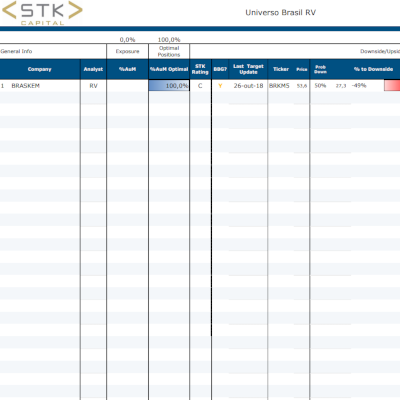 <STK>
CAPITAL
Universo Brasil RV
0,0% 100,0%
General Info Exposure Optimal Positions Downside/Upsid
Company Analyst %AuM %AuM Optimal STK Rating BBG? Last Target Update Ticker Price Prob Down % to Downside
1 BRASKEM RV 100,0% C Y 26-out-18 BRKM5 53,6 50% 27,3 -49%